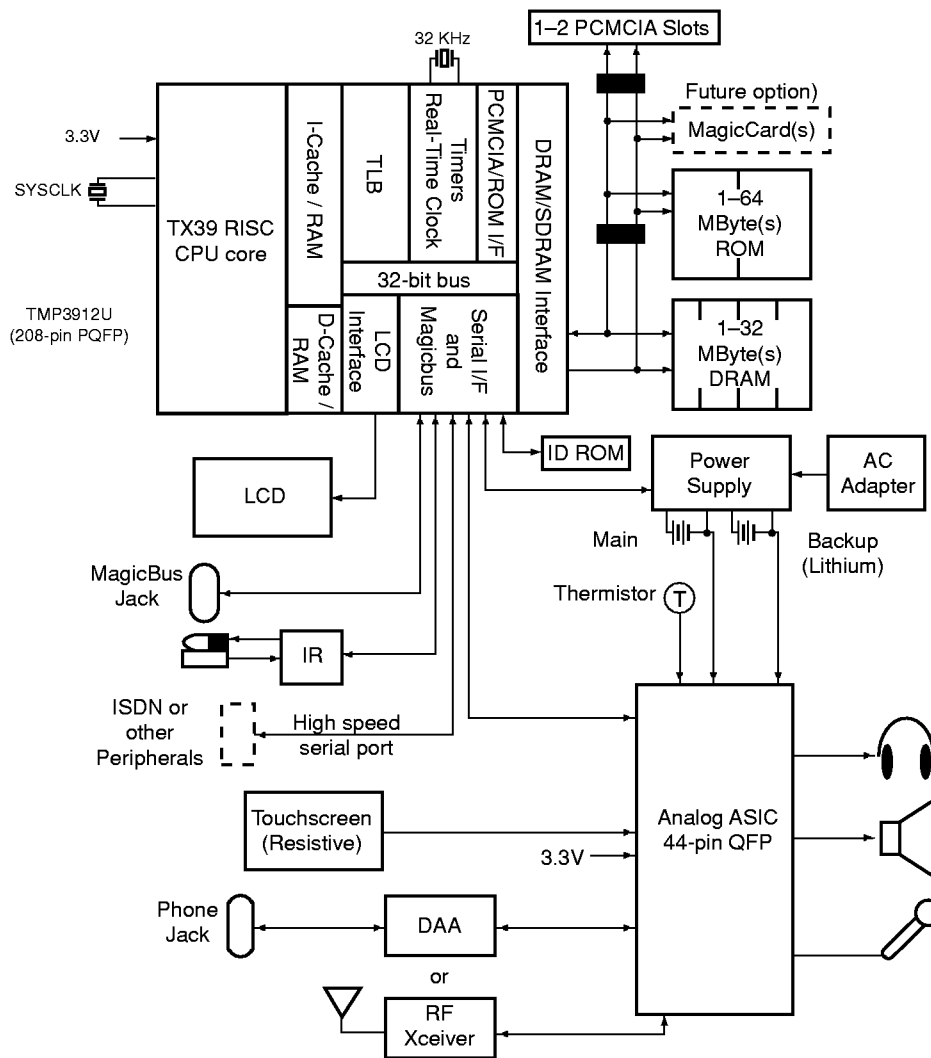 1–2 PCMCIA Slots
32 KHz
Future option)
MagicCard(s)
3.3V
SYSCLK
TMP3912U
(208-pin PQFP)
TX39 RISC
CPU core
I-Cache / RAM
TLB
Timers
Real-Time Clock
PCMCIA/ROM I/F
DRAM/SDRAM Interface
32-bit bus
D-Cache /
RAM
LCD
Interface
Serial I/F
and
Magicbus
1–64
MByte(s)
ROM
1–32
MByte(s)
DRAM
ID ROM
Power
Supply
AC
Adapter
LCD
Main
Backup
(Lithium)
MagicBus
Jack
Thermistor
T
IR
ISDN or
other
Peripherals
High speed
serial port
Touchscreen
(Resistive)
3.3V
Analog ASIC
44-pin QFP
Phone
Jack
DAA
or
RF
Xceiver